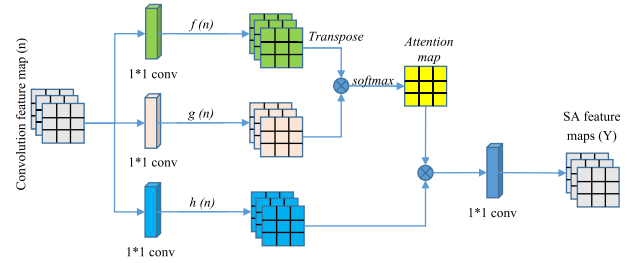 Convolution feature map (n)
f (n)
1*1 conv
Transpose
softmax
Attention
map
g (n)
1*1 conv
h (n)
1*1 conv
1*1 conv
SA feature
maps (Y)